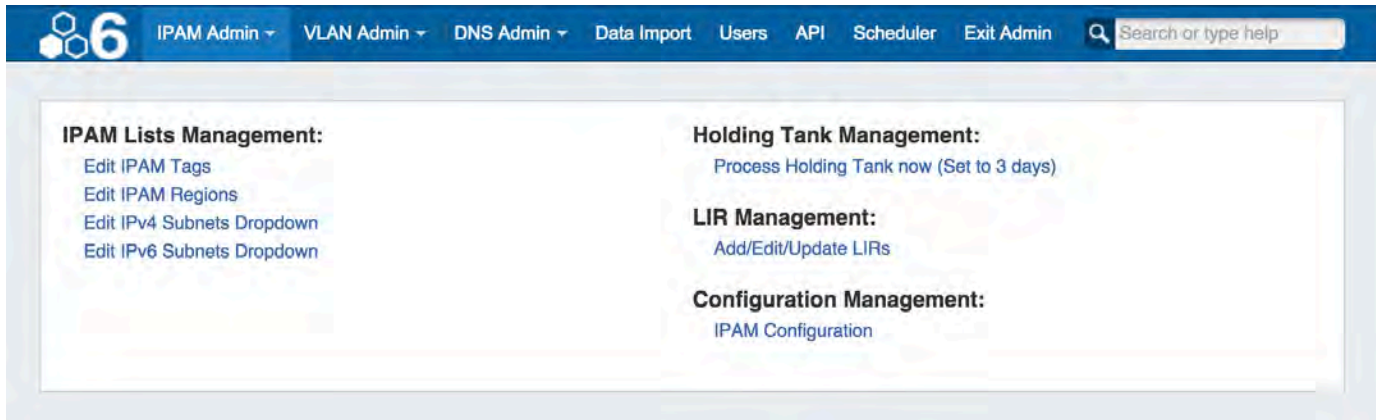 6 IPAM Admin VLAN Admin DNS Admin Data Import Users API Scheduler Exit Admin Search or type help
IPAM Lists Management:
Edit IPAM Tags
Edit IPAM Regions
Edit IPv4 Subnets Dropdown
Edit IPv6 Subnets Dropdown
Holding Tank Management:
Process Holding Tank now (Set to 3 days)
LIR Management:
Add/Edit/Update LIRs
Configuration Management:
IPAM Configuration